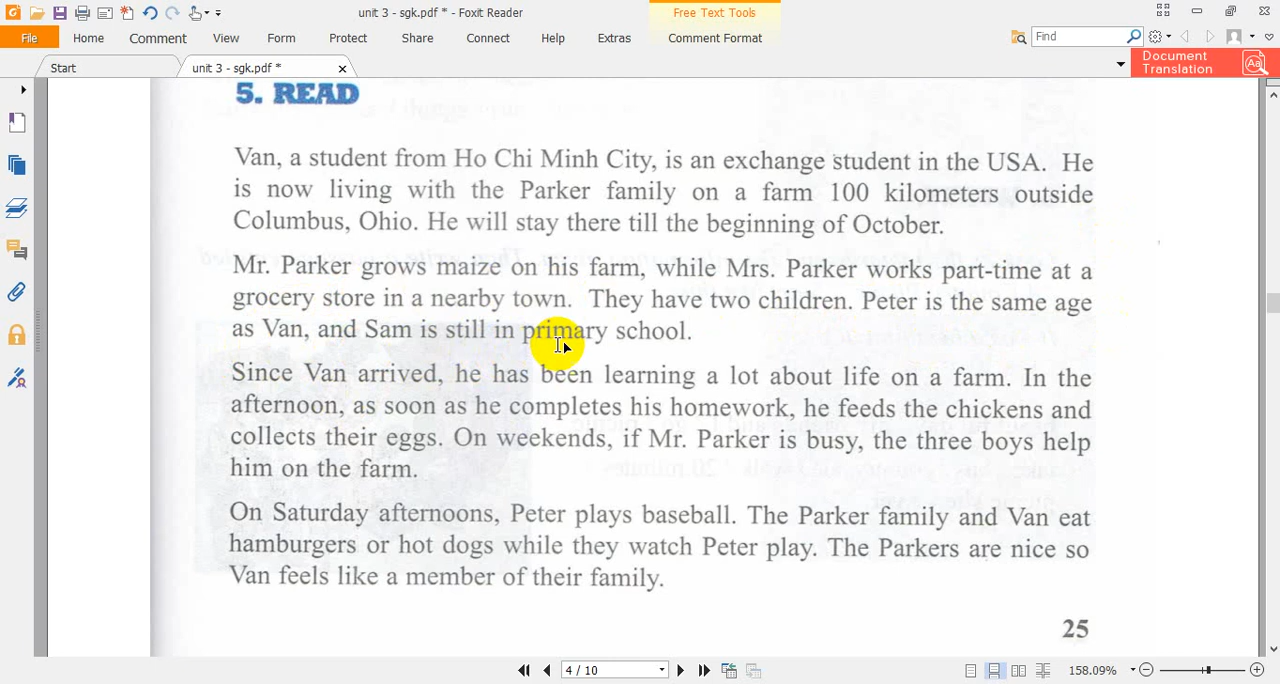 unit 3 - sgk.pdf * - Foxit Reader
Free Text Tools
File Home Comment View Form Protect Share Connect Help Extras Comment Format
Find
Start
unit 3 - sgk.pdf *
Document
Translation
5. READ
Van, a student from Ho Chi Minh City, is an exchange student in the USA. He
is now living with the Parker family on a farm 100 kilometers outside
Columbus, Ohio. He will stay there till the beginning of October.
Mr. Parker grows maize on his farm, while Mrs. Parker works part-time at a
grocery store in a nearby town. They have two children. Peter is the same age
as Van, and Sam is still in primary school.
Since Van arrived, he has been learning a lot about life on a farm. In the
afternoon, as soon as he completes his homework, he feeds the chickens and
collects their eggs. On weekends, if Mr. Parker is busy, the three boys help
him on the farm.
On Saturday afternoons, Peter plays baseball. The Parker family and Van eat
hamburgers or hot dogs while they watch Peter play. The Parkers are nice so
Van feels like a member of their family.
25
4 / 10
158.09%